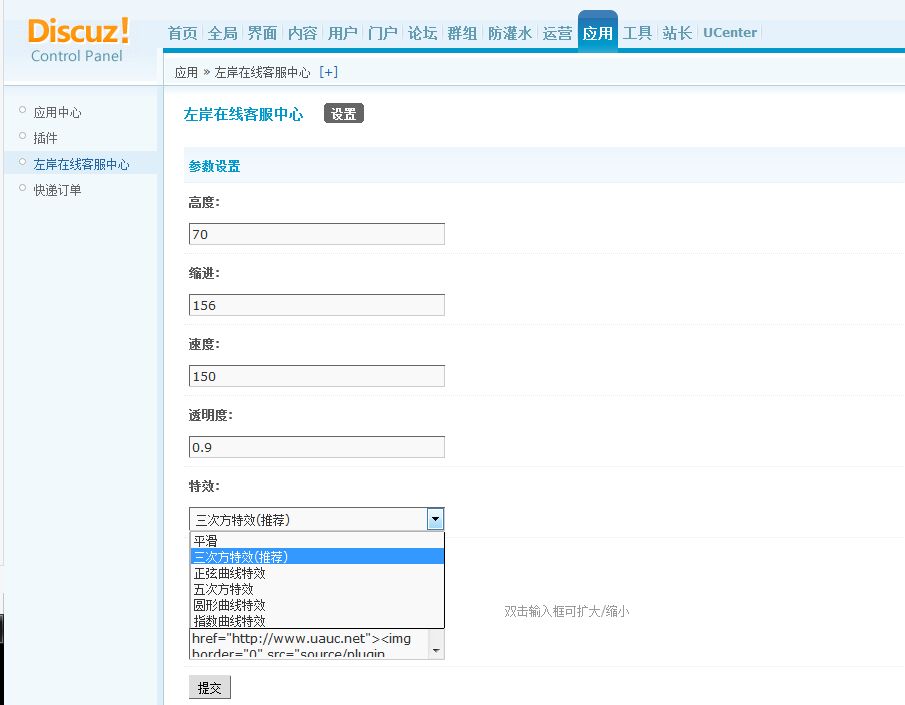 Discuz!
Control Panel
首页 全局 界面 内容 用户 门户 论坛 群组 防灌水 运营 应用 工具 站长 UCenter
应用 » 左岸在线客服中心 [+]
应用中心
插件
左岸在线客服中心
快递订单
左岸在线客服中心 设置
参数设置
高度:
70
缩进:
156
速度:
150
透明度:
0.9
特效:
三次方特效(推荐)
平滑
三次方特效(推荐)
正弦曲线特效
五次方特效
圆形曲线特效
指数曲线特效
双击输入框可扩大/缩小
href="http://www.uauc.net"><img
border="0" src="source/plugin
提交